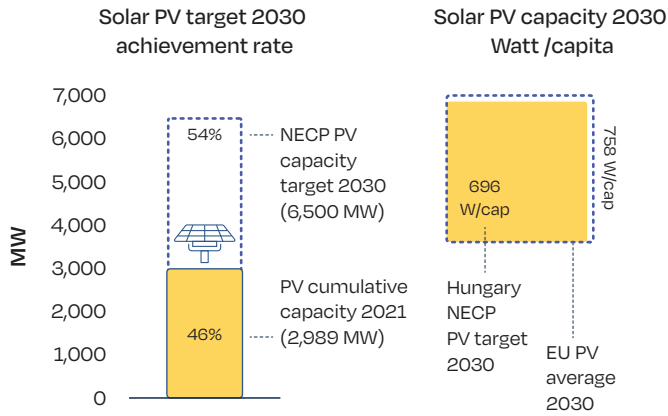 Solar PV target 2030
achievement rate
MW
7,000
6,000
5,000
4,000
3,000
2,000
1,000
0
54%
46%
NECP PV
capacity
target 2030
(6,500 MW)
PV cumulative
capacity 2021
(2,989 MW)
Solar PV capacity 2030
Watt /capita
696
W/cap
758 W/cap
Hungary
NECP
PV target
2030
EU PV
average
2030